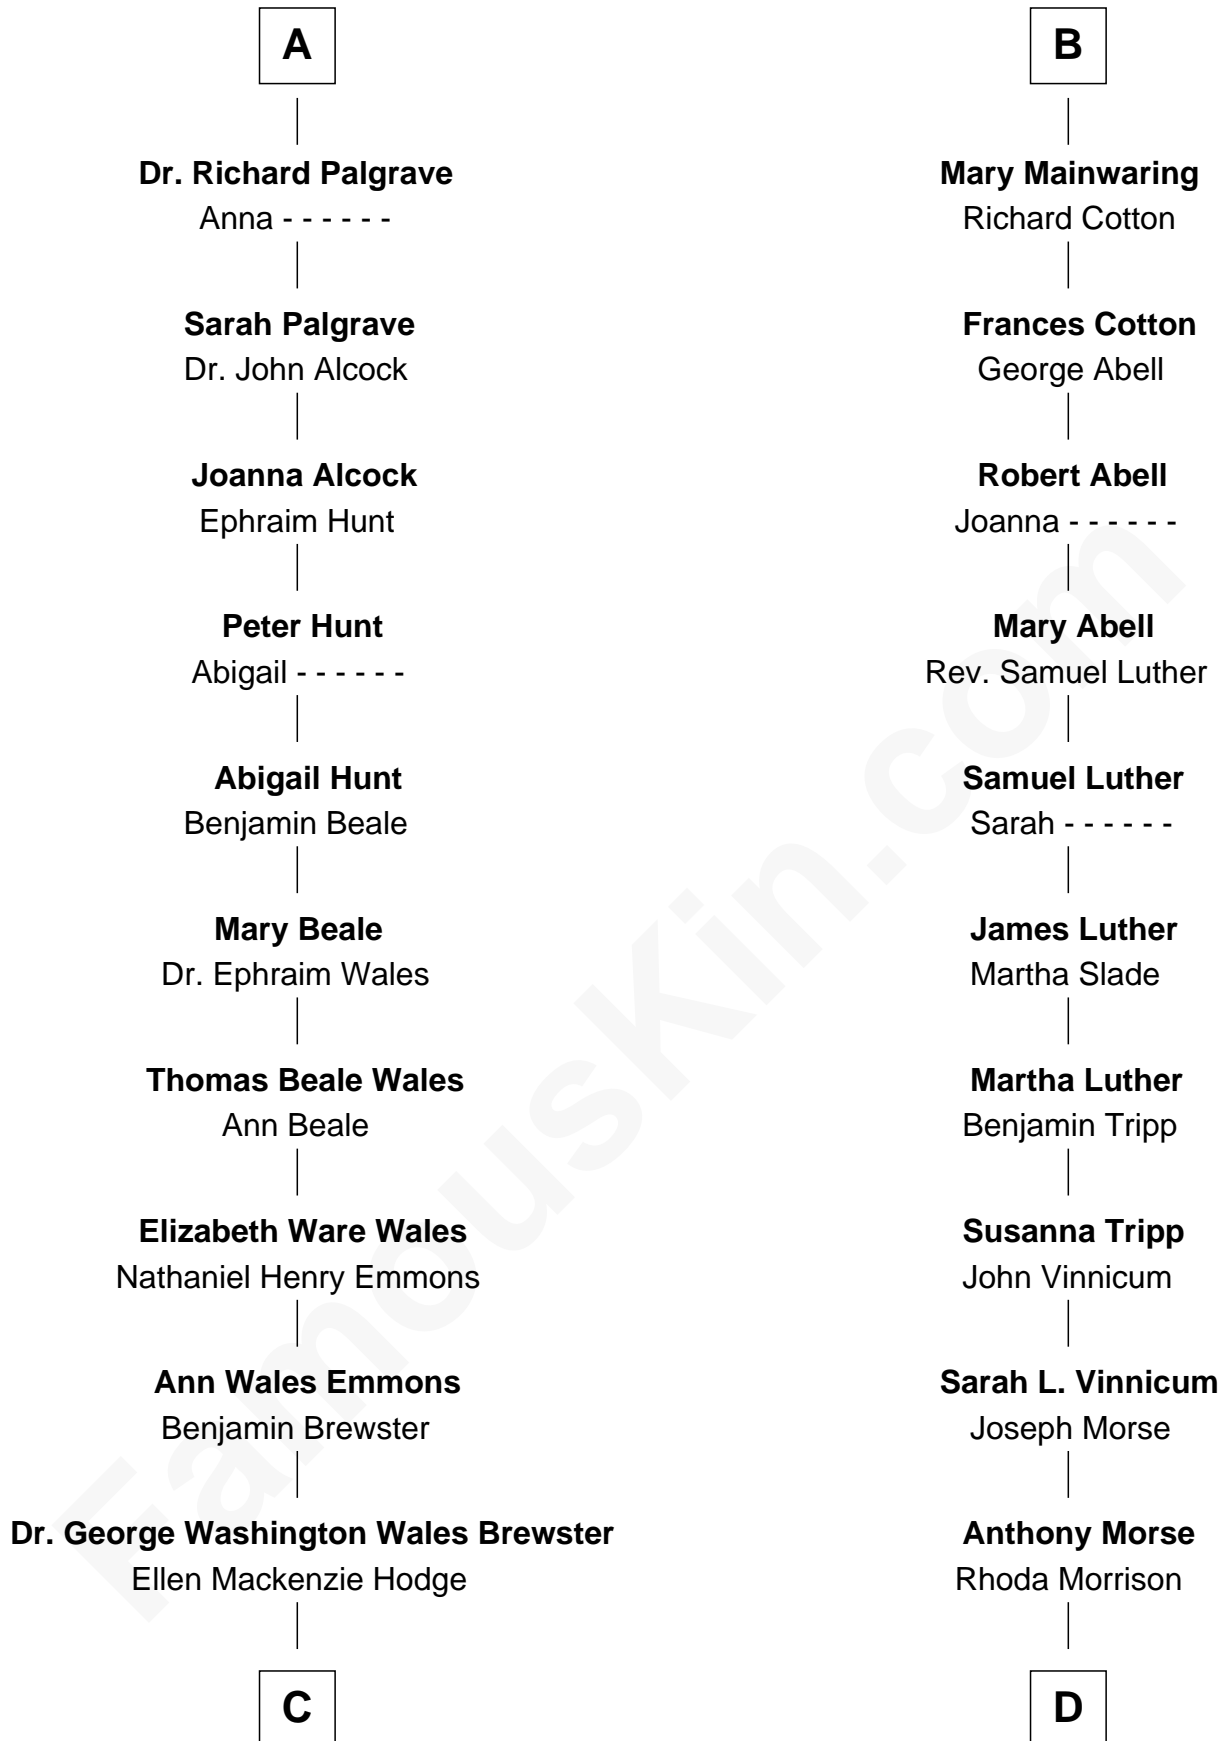 A
Dr. Richard Palgrave
Anna - - - - - -
Sarah Palgrave
Dr. John Alcock
Joanna Alcock
Ephraim Hunt
Peter Hunt
Abigail - - - - - -
Abigail Hunt
Benjamin Beale
Mary Beale
Dr. Ephraim Wales
Thomas Beale Wales
Ann Beale
Elizabeth Ware Wales
Nathaniel Henry Emmons
Ann Wales Emmons
Benjamin Brewster
Dr. George Washington Wales Brewster
Ellen Mackenzie Hodge
C
B
Mary Mainwaring
Richard Cotton
Frances Cotton
George Abell
Robert Abell
Joanna - - - - - -
Mary Abell
Rev. Samuel Luther
Samuel Luther
Sarah - - - - - -
James Luther
Martha Slade
Martha Luther
Benjamin Tripp
Susanna Tripp
John Vinnicum
Sarah L. Vinnicum
Joseph Morse
Anthony Morse
Rhoda Morrison
D
FamousKin.com